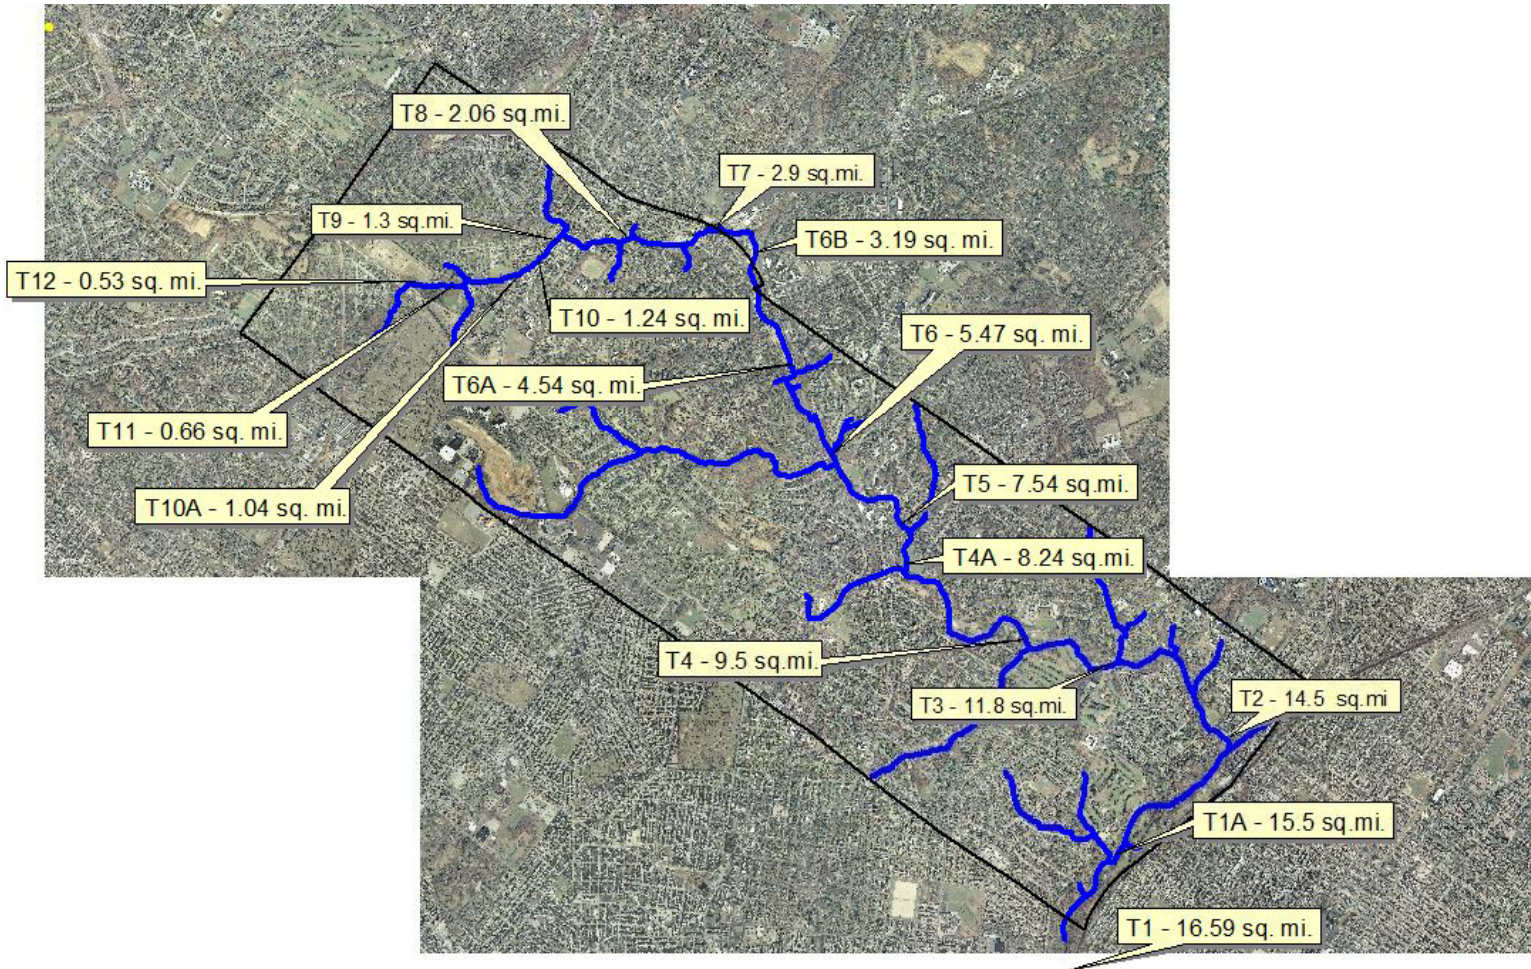 T8 - 2.06 sq.mi.
T7 - 2.9 sq.mi.
T9 - 1.3 sq.mi.
T6B - 3.19 sq. mi.
T12 - 0.53 sq. mi.
T10 - 1.24 sq. mi.
T6 - 5.47 sq. mi.
T6A - 4.54 sq. mi.
T11 - 0.66 sq. mi.
T5 - 7.54 sq.mi.
T10A - 1.04 sq. mi.
T4A - 8.24 sq.mi.
T4 - 9.5 sq.mi.
T3 - 11.8 sq.mi.
T2 - 14.5 sq.mi
T1A - 15.5 sq.mi.
T1 - 16.59 sq. mi.